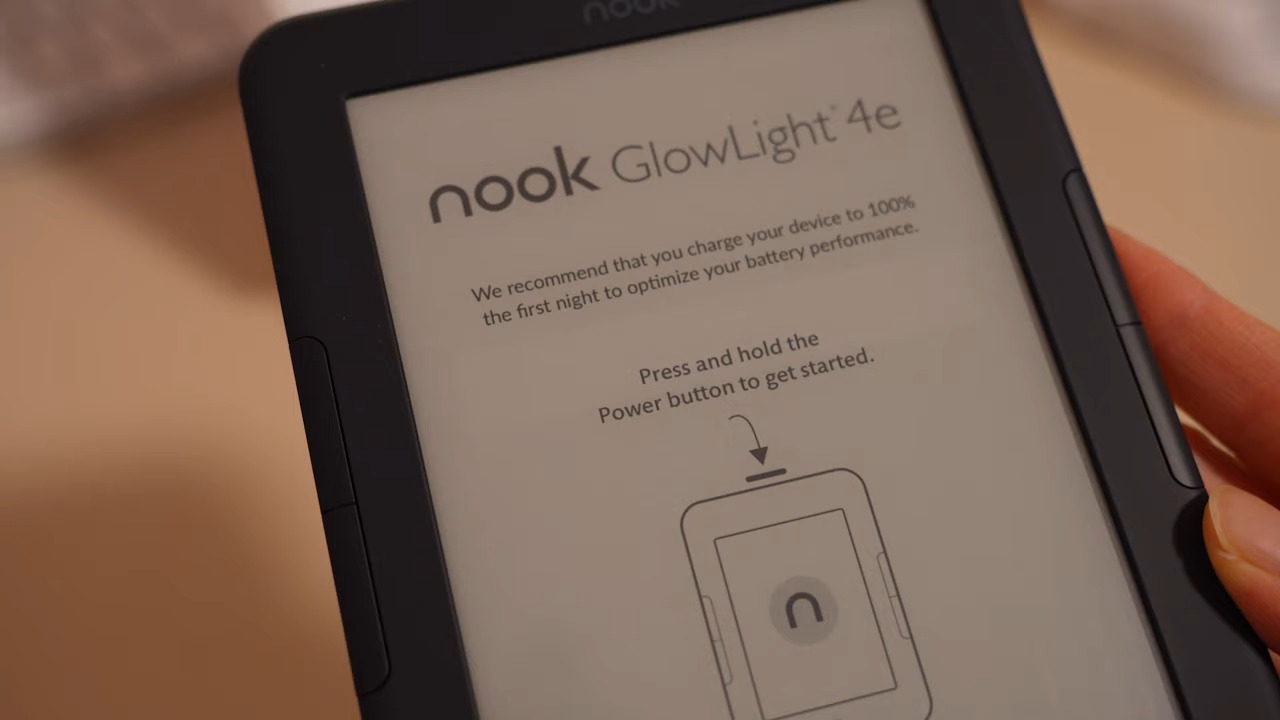 nook
nook GlowLight™ 4e
We recommend that you charge your device to 100%
the first night to optimize your battery performance.
Press and hold the
Power button to get started.
n